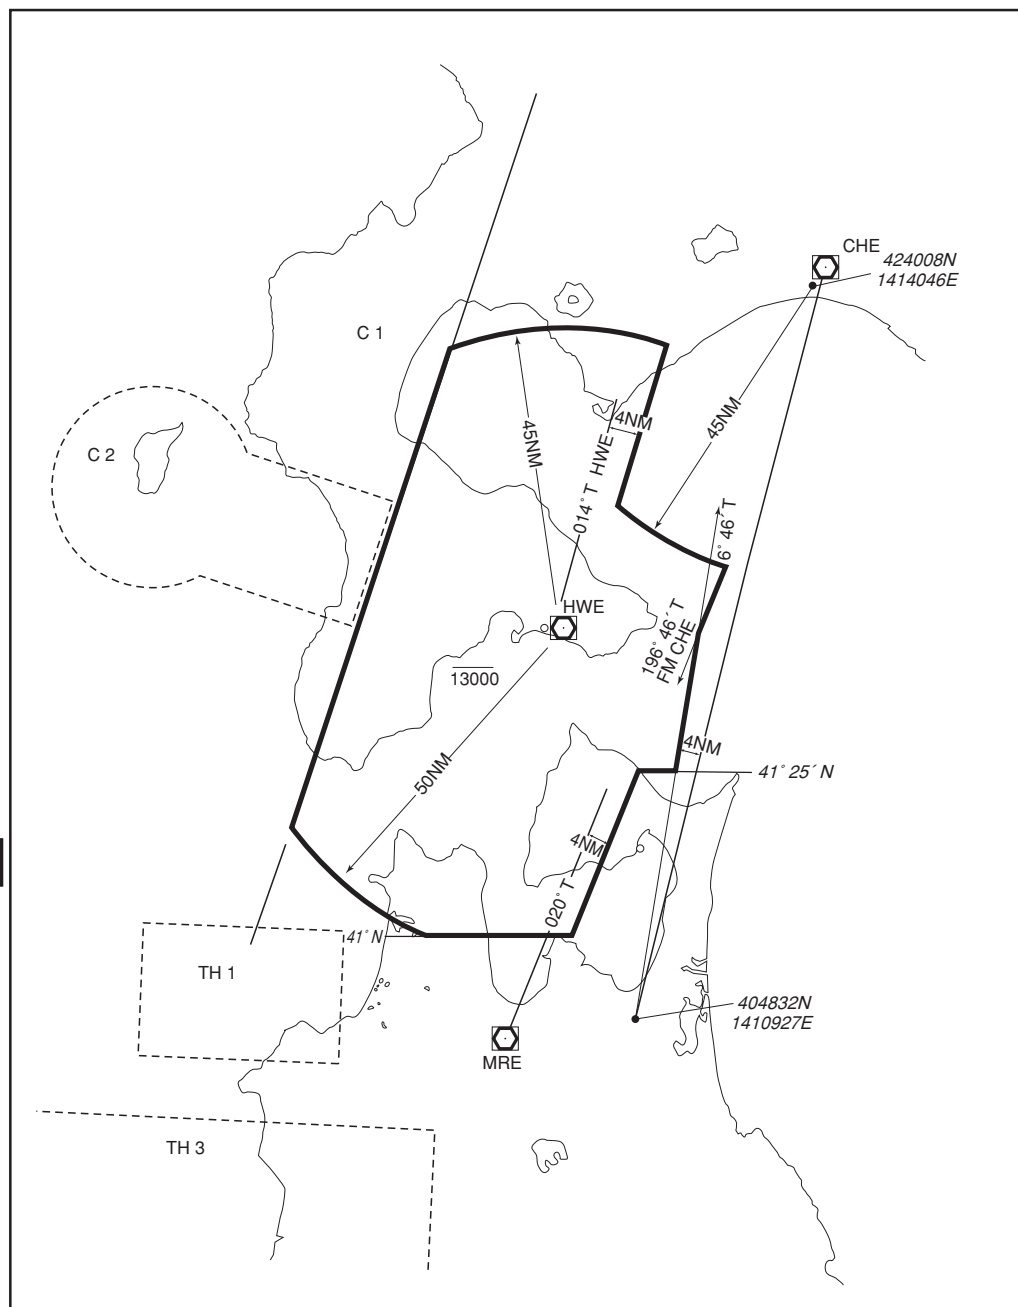 CHE
424008N
1414046E
C 1
4NM
45NM
45NM
C 2
014° T HWE
6° 46´ T
HWE
196° 46´ T
FM CHE
13000
4NM
50NM
41° 25´ N
4NM
020° T
41° N
TH 1
404832N
1410927E
MRE
TH 3